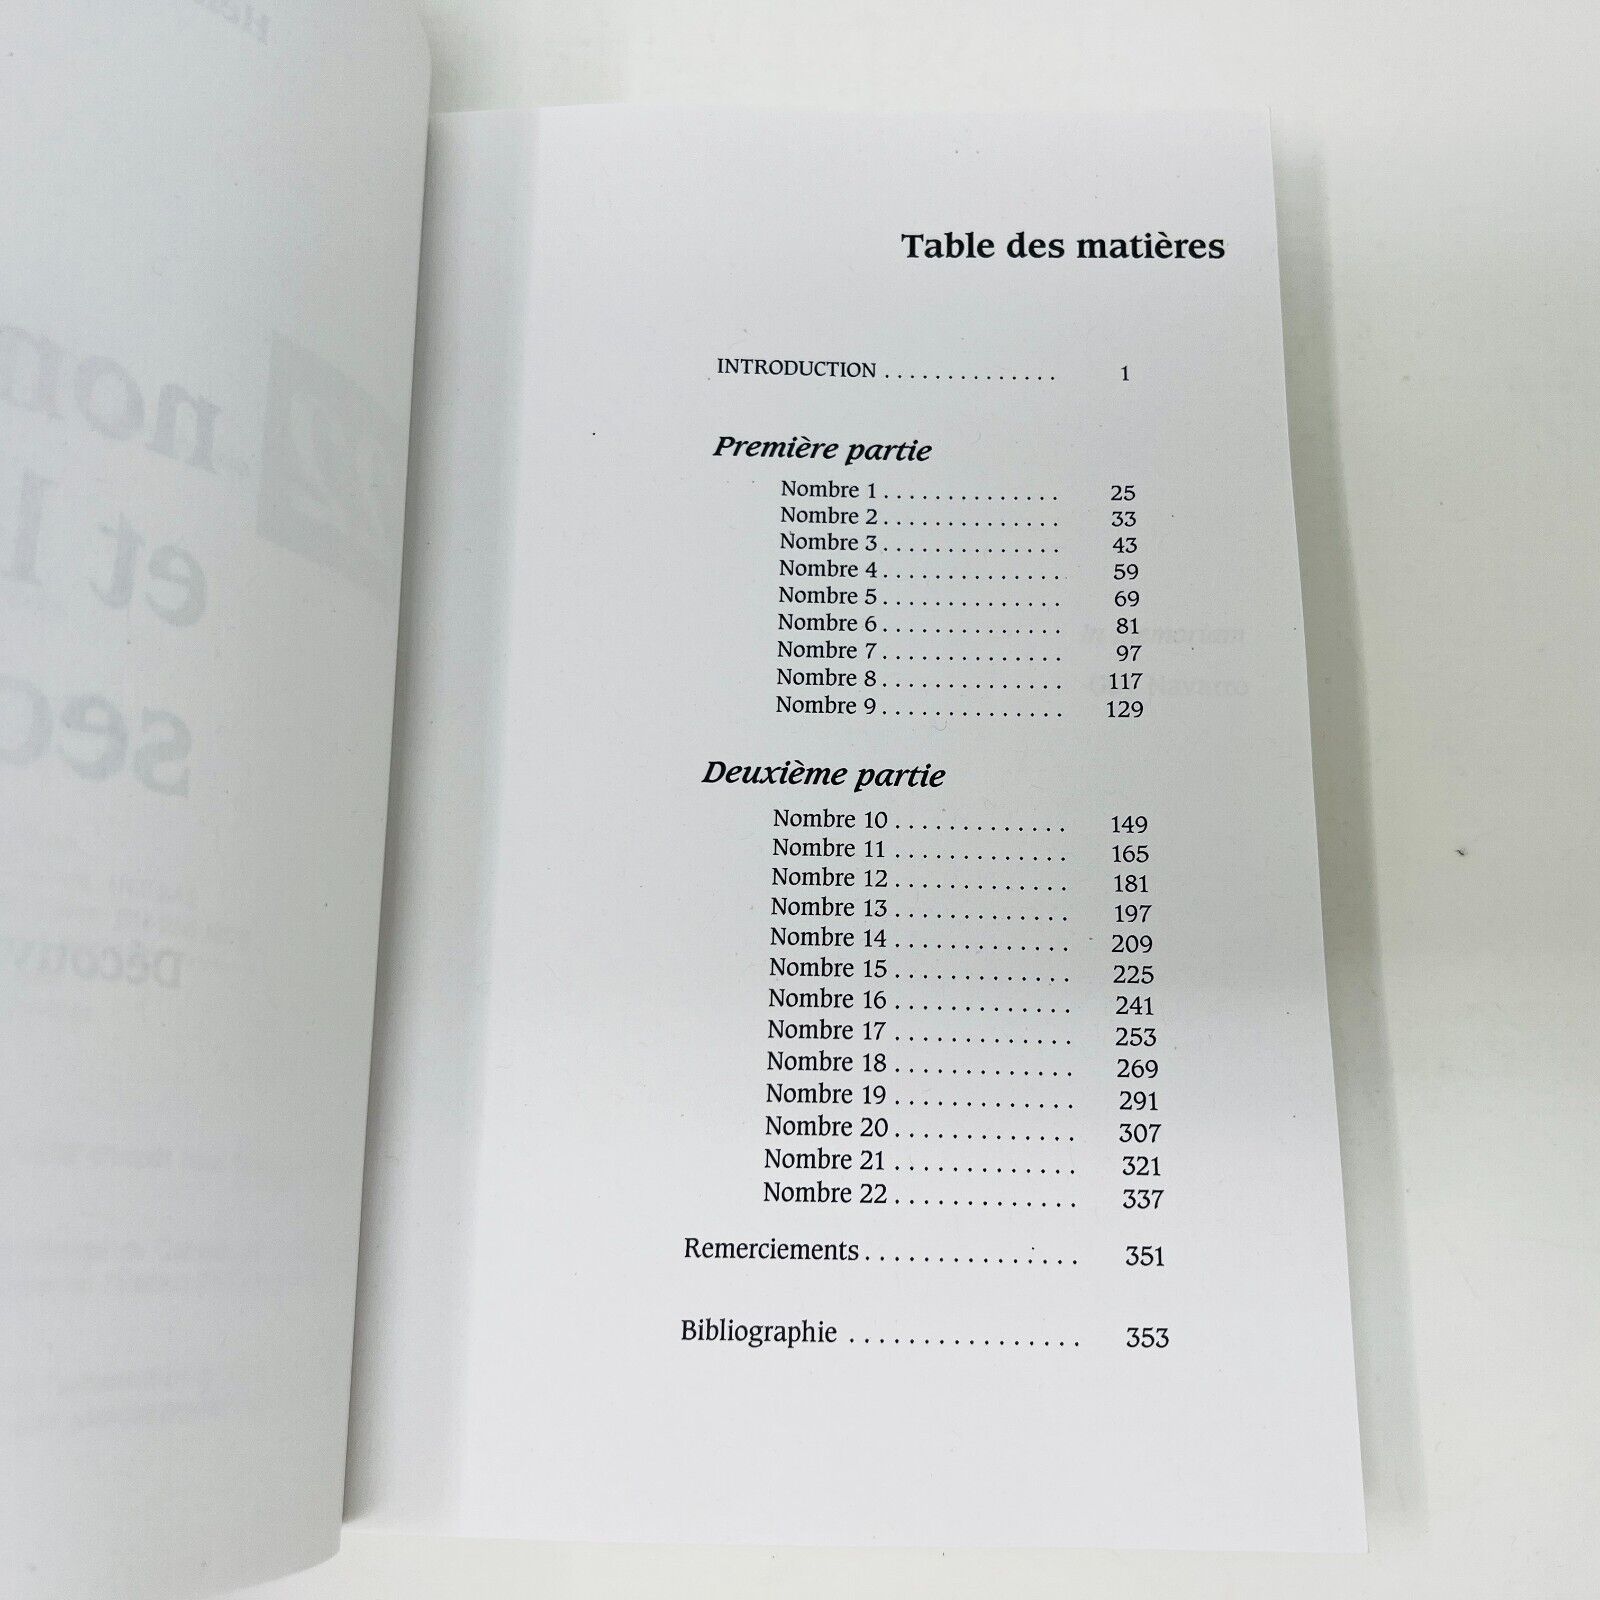 Table des matières
INTRODUCTION .............. 1
Première partie
Nombre 1 .............. 25
Nombre 2 .............. 33
Nombre 3 .............. 43
Nombre 4 .............. 59
Nombre 5 .............. 69
Nombre 6 .............. 81
Nombre 7 .............. 97
Nombre 8 .............. 117
Nombre 9 .............. 129
Deuxième partie
Nombre 10 ............. 149
Nombre 11 ............. 165
Nombre 12 ............. 181
Nombre 13 ............. 197
Nombre 14 ............. 209
Nombre 15 ............. 225
Nombre 16 ............. 241
Nombre 17 ............. 253
Nombre 18 ............. 269
Nombre 19 ............. 291
Nombre 20 ............. 307
Nombre 21 ............. 321
Nombre 22 ............. 337
Remerciements ............... 351
Bibliographie ................ 353